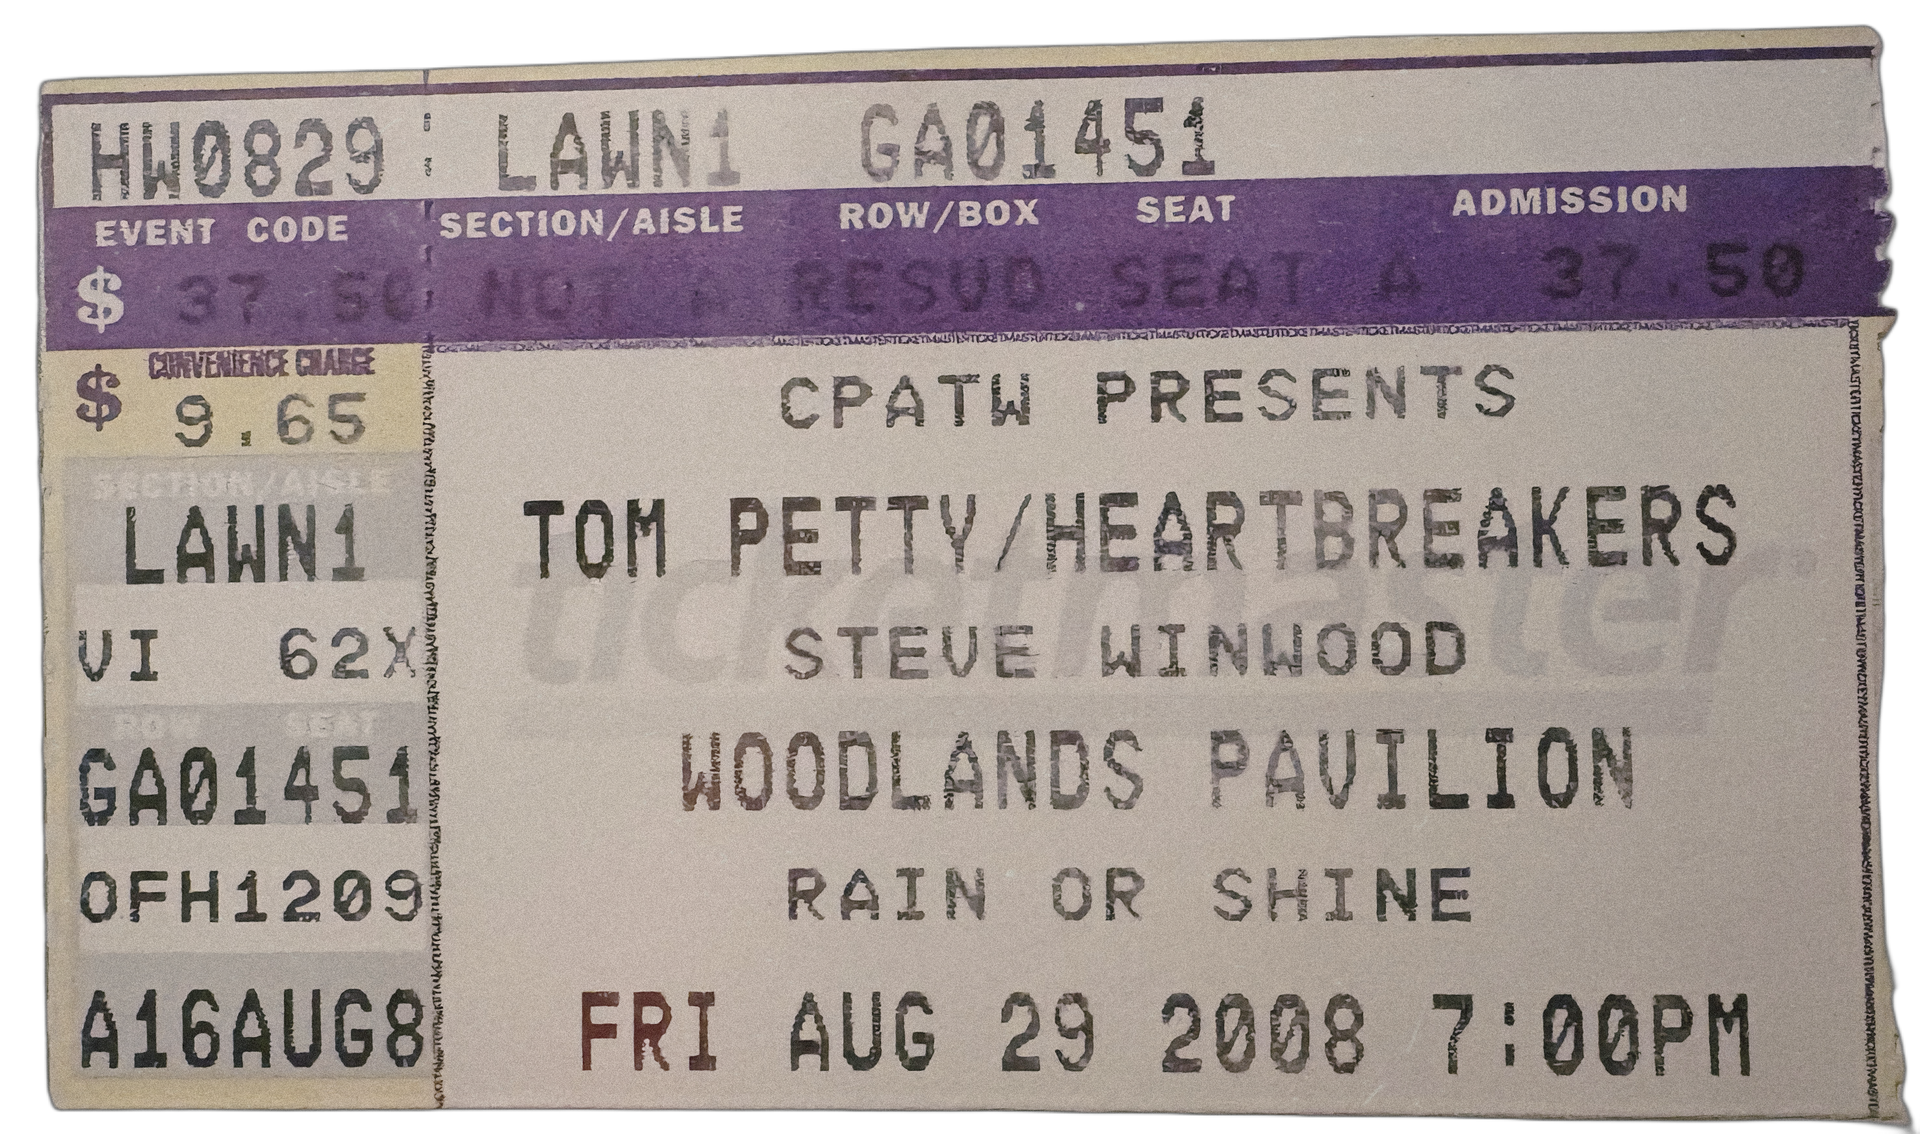 HW0829 LAWN1 GA01451
EVENT CODE SECTION/AISLE ROW/BOX SEAT ADMISSION
$ 37.50 NOT A RESVD SEAT A 37.50
CONVENIENCE CHARGE
$ 9.65
CPATW PRESENTS
SECTION/AISLE
LAWN1
TOM PETTY/HEARTBREAKERS
ticketmaster
VI 62X
STEVE WINWOOD
ROW SEAT
GA01451
WOODLANDS PAVILION
OFH1209
RAIN OR SHINE
A16AUG8
FRI AUG 29 2008 7:00PM